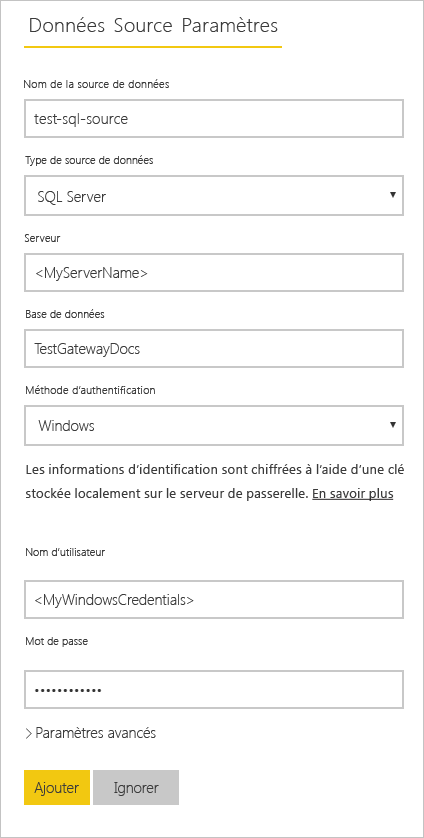 Données Source Paramètres
Nom de la source de données
test-sql-source
Type de source de données
SQL Server
Serveur
<MyServerName>
Base de données
TestGatewayDocs
Méthode d'authentification
Windows
Les informations d'identification sont chiffrées à l'aide d'une clé
stockée localement sur le serveur de passerelle. En savoir plus
Nom d'utilisateur
<MyWindowsCredentials>
Mot de passe
••••••••••••
> Paramètres avancés
Ajouter Ignorer